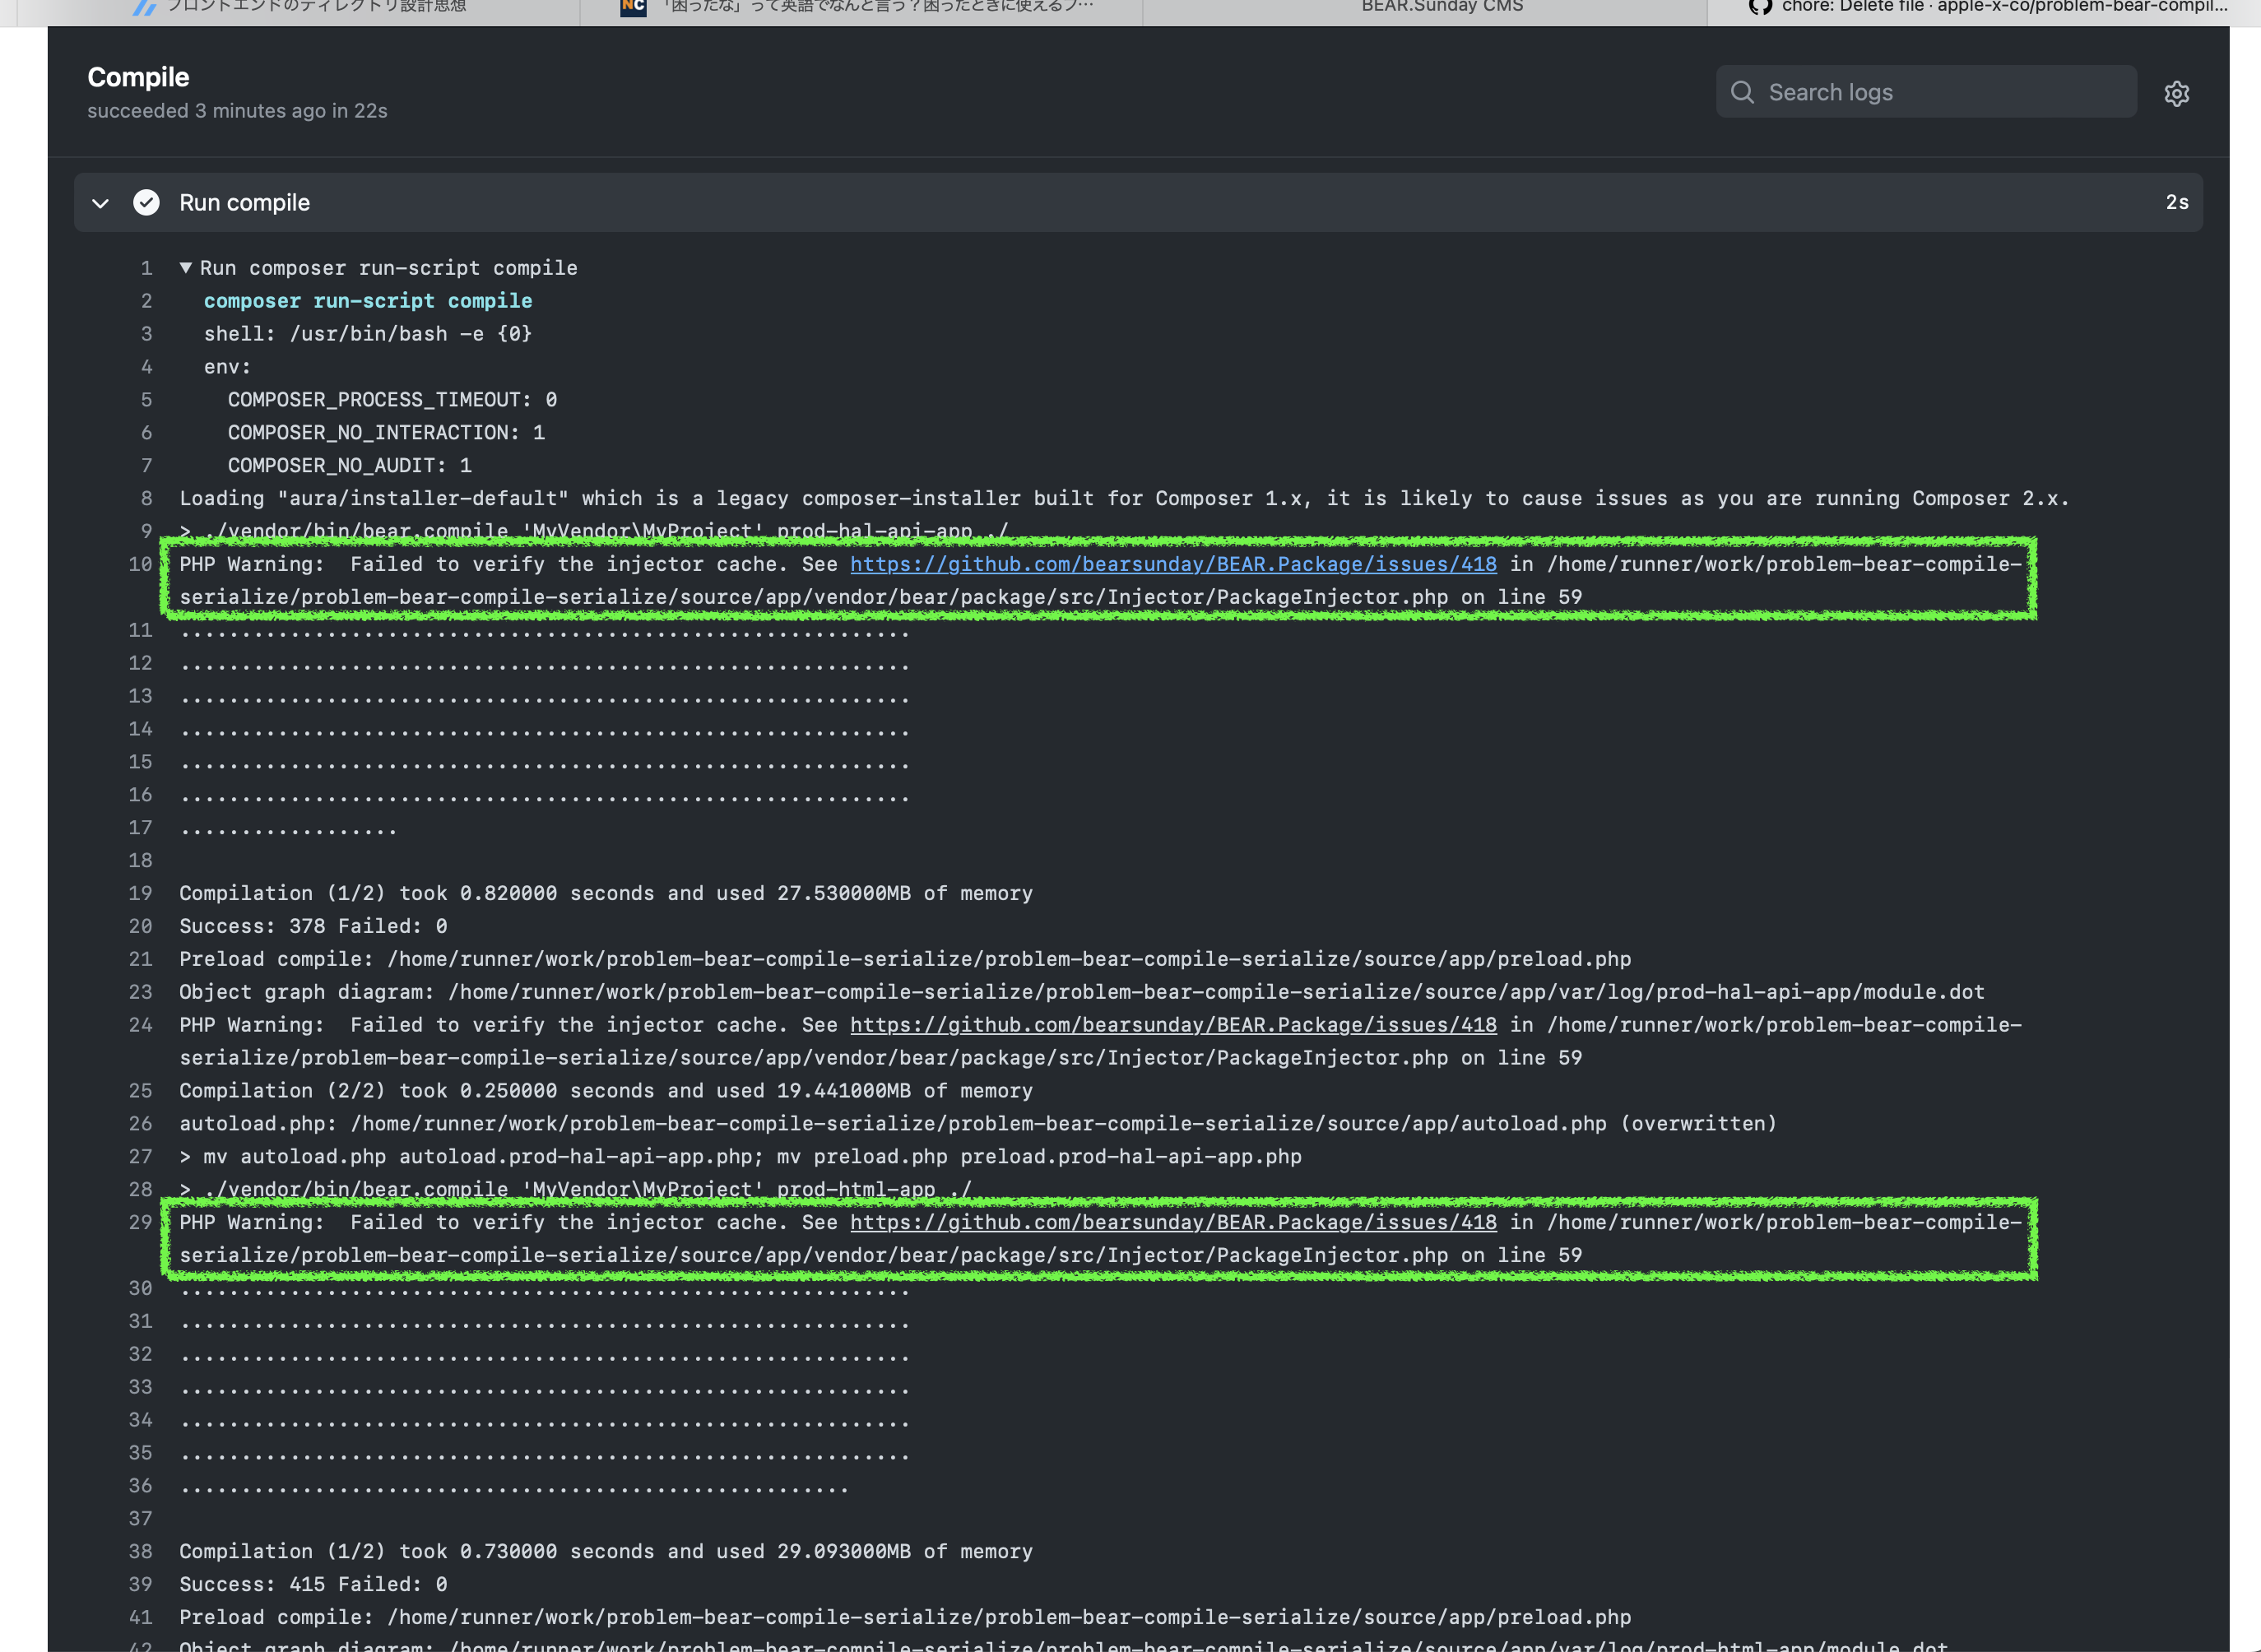 フロントエンドのディレクトリ設計思想
NC 「困ったな」って英語でなんと言う？困ったときに使えるフ…
BEAR.Sunday CMS
chore: Delete file · apple-x-co/problem-bear-compil...
Compile
succeeded 3 minutes ago in 22s
Search logs
Run compile 2s
1 ▼ Run composer run-script compile
2 composer run-script compile
3 shell: /usr/bin/bash -e {0}
4 env:
5 COMPOSER_PROCESS_TIMEOUT: 0
6 COMPOSER_NO_INTERACTION: 1
7 COMPOSER_NO_AUDIT: 1
8 Loading "aura/installer-default" which is a legacy composer-installer built for Composer 1.x, it is likely to cause issues as you are running Composer 2.x.
9 > ./vendor/bin/bear.compile 'MyVendor\MyProject' prod-hal-api-app ./
10 PHP Warning:  Failed to verify the injector cache. See https://github.com/bearsunday/BEAR.Package/issues/418 in /home/runner/work/problem-bear-compile-
serialize/problem-bear-compile-serialize/source/app/vendor/bear/package/src/Injector/PackageInjector.php on line 59
11 ............................................................
12 ............................................................
13 ............................................................
14 ............................................................
15 ............................................................
16 ............................................................
17 ..................
18
19 Compilation (1/2) took 0.820000 seconds and used 27.530000MB of memory
20 Success: 378 Failed: 0
21 Preload compile: /home/runner/work/problem-bear-compile-serialize/problem-bear-compile-serialize/source/app/preload.php
23 Object graph diagram: /home/runner/work/problem-bear-compile-serialize/problem-bear-compile-serialize/source/app/var/log/prod-hal-api-app/module.dot
24 PHP Warning:  Failed to verify the injector cache. See https://github.com/bearsunday/BEAR.Package/issues/418 in /home/runner/work/problem-bear-compile-
serialize/problem-bear-compile-serialize/source/app/vendor/bear/package/src/Injector/PackageInjector.php on line 59
25 Compilation (2/2) took 0.250000 seconds and used 19.441000MB of memory
26 autoload.php: /home/runner/work/problem-bear-compile-serialize/problem-bear-compile-serialize/source/app/autoload.php (overwritten)
27 > mv autoload.php autoload.prod-hal-api-app.php; mv preload.php preload.prod-hal-api-app.php
28 > ./vendor/bin/bear.compile 'MyVendor\MyProject' prod-html-app ./
29 PHP Warning:  Failed to verify the injector cache. See https://github.com/bearsunday/BEAR.Package/issues/418 in /home/runner/work/problem-bear-compile-
serialize/problem-bear-compile-serialize/source/app/vendor/bear/package/src/Injector/PackageInjector.php on line 59
30 ............................................................
31 ............................................................
32 ............................................................
33 ............................................................
34 ............................................................
35 ............................................................
36 .......................................................
37
38 Compilation (1/2) took 0.730000 seconds and used 29.093000MB of memory
39 Success: 415 Failed: 0
41 Preload compile: /home/runner/work/problem-bear-compile-serialize/problem-bear-compile-serialize/source/app/preload.php
42 Object graph diagram: /home/runner/work/problem-bear-compile-serialize/problem-bear-compile-serialize/source/app/var/log/prod-html-app/module.dot